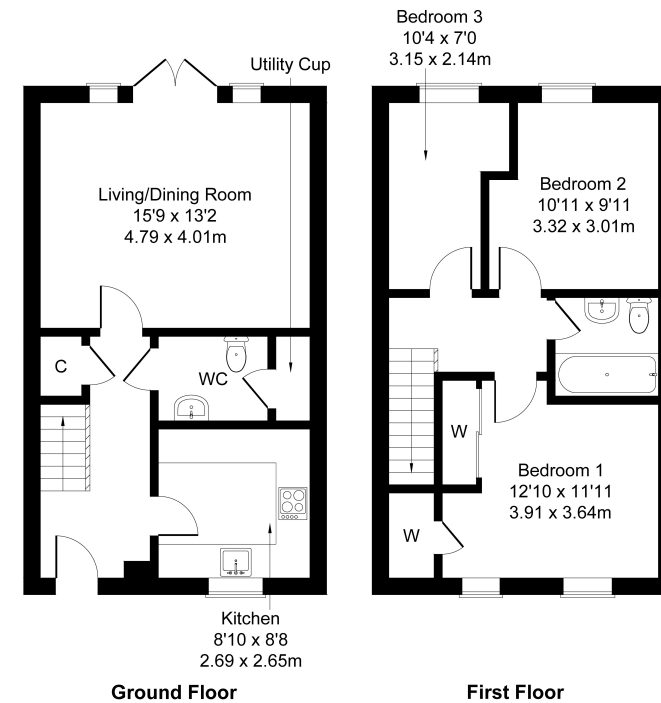 Bedroom 3
10'4 x 7'0
3.15 x 2.14m
Utility Cup
Living/Dining Room
15'9 x 13'2
4.79 x 4.01m
Bedroom 2
10'11 x 9'11
3.32 x 3.01m
C
WC
W
Bedroom 1
12'10 x 11'11
3.91 x 3.64m
W
Kitchen
8'10 x 8'8
2.69 x 2.65m
Ground Floor
First Floor